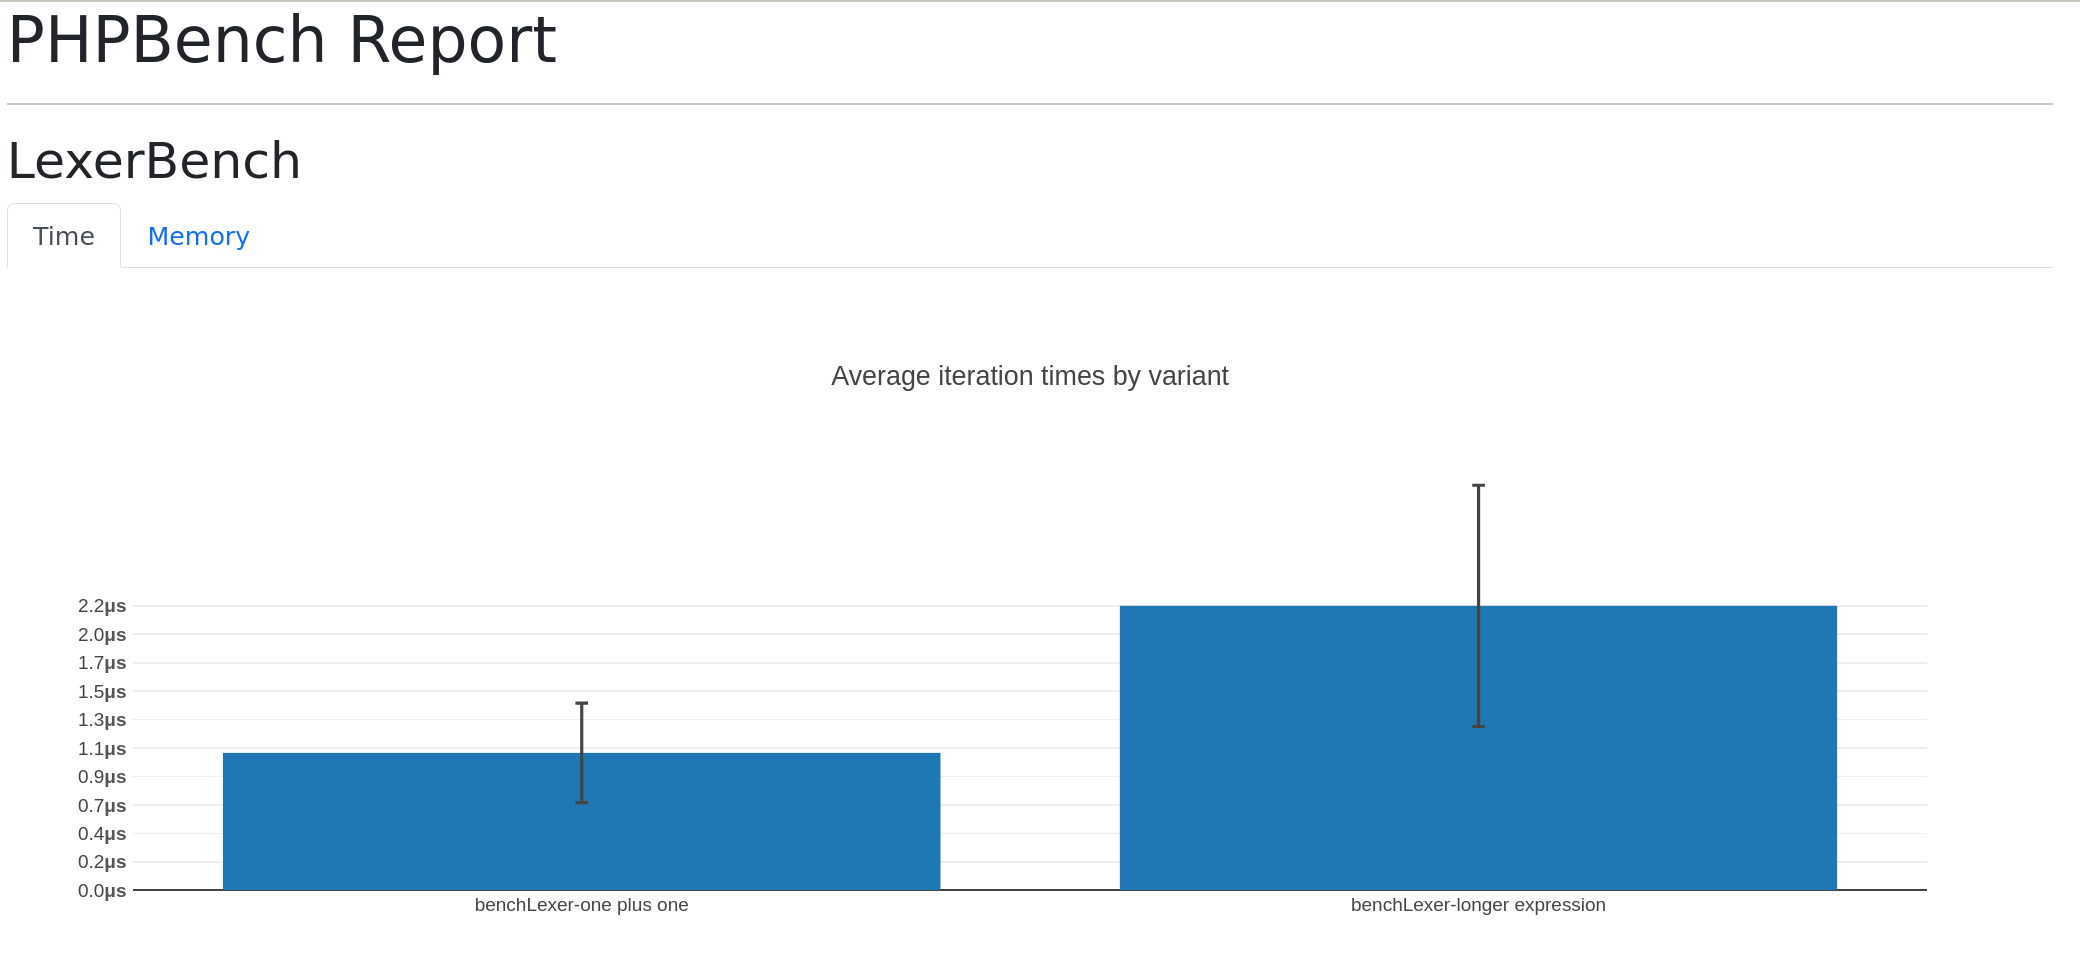 PHPBench Report
LexerBench
Time Memory
Average iteration times by variant
2.2µs
2.0µs
1.7µs
1.5µs
1.3µs
1.1µs
0.9µs
0.7µs
0.4µs
0.2µs
0.0µs
benchLexer-one plus one benchLexer-longer expression